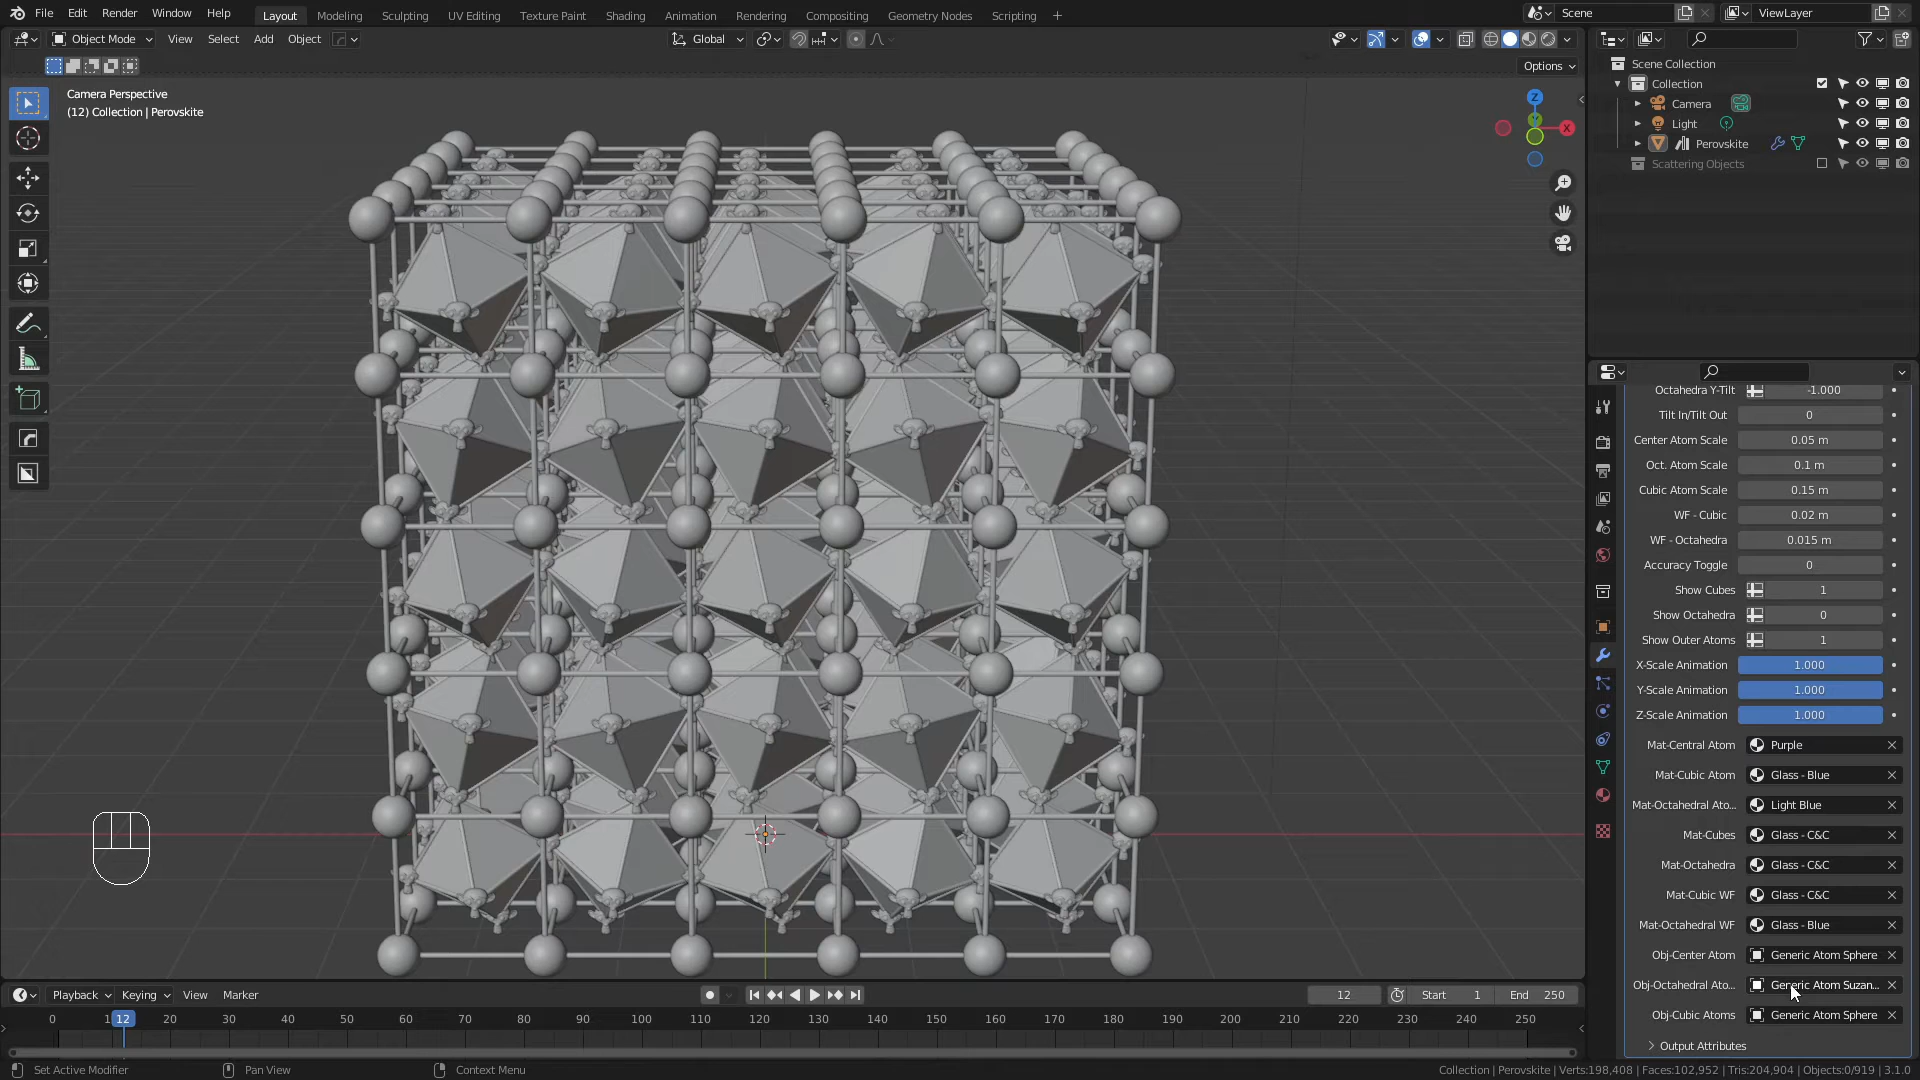 File Edit Render Window Help Layout Modeling Sculpting UV Editing Texture Paint Shading Animation Rendering Compositing Geometry Nodes Scripting + Scene ViewLayer
Object Mode View Select Add Object Global
Options
Camera Perspective
(12) Collection | Perovskite
Z
X
Scene Collection
Collection
Camera
Light
Perovskite
Scattering Objects
Octahedra Y-Tilt -1.000
Tilt In/Tilt Out 0
Center Atom Scale 0.05 m
Oct. Atom Scale 0.1 m
Cubic Atom Scale 0.15 m
WF - Cubic 0.02 m
WF - Octahedra 0.015 m
Accuracy Toggle 0
Show Cubes 1
Show Octahedra 0
Show Outer Atoms 1
X-Scale Animation 1.000
Y-Scale Animation 1.000
Z-Scale Animation 1.000
Mat-Central Atom Purple
Mat-Cubic Atom Glass - Blue
Mat-Octahedral Ato... Light Blue
Mat-Cubes Glass - C&C
Mat-Octahedra Glass - C&C
Mat-Cubic WF Glass - C&C
Mat-Octahedral WF Glass - Blue
Obj-Center Atom Generic Atom Sphere
Obj-Octahedral Ato... Generic Atom Suzan...
Obj-Cubic Atoms Generic Atom Sphere
Output Attributes
Playback Keying View Marker 12 Start 1 End 250
0 1 12 20 30 40 50 60 70 80 90 100 110 120 130 140 150 160 170 180 190 200 210 220 230 240 250
Set Active Modifier Pan View Context Menu Collection | Perovskite | Verts:198,408 | Faces:102,952 | Tris:204,904 | Objects:0/919 | 3.1.0